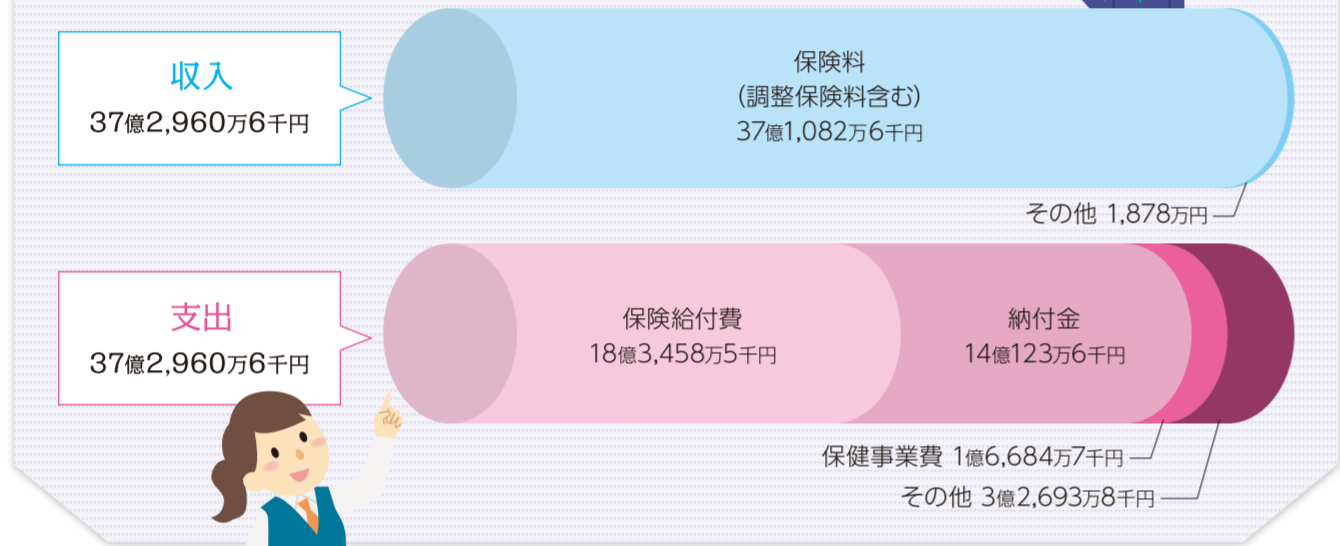 収入
37億2,960万6千円
保険料
(調整保険料含む)
37億1,082万6千円
その他 1,878万円
支出
37億2,960万6千円
保険給付費
18億3,458万5千円
納付金
14億123万6千円
保健事業費 1億6,684万7千円
その他 3億2,693万8千円